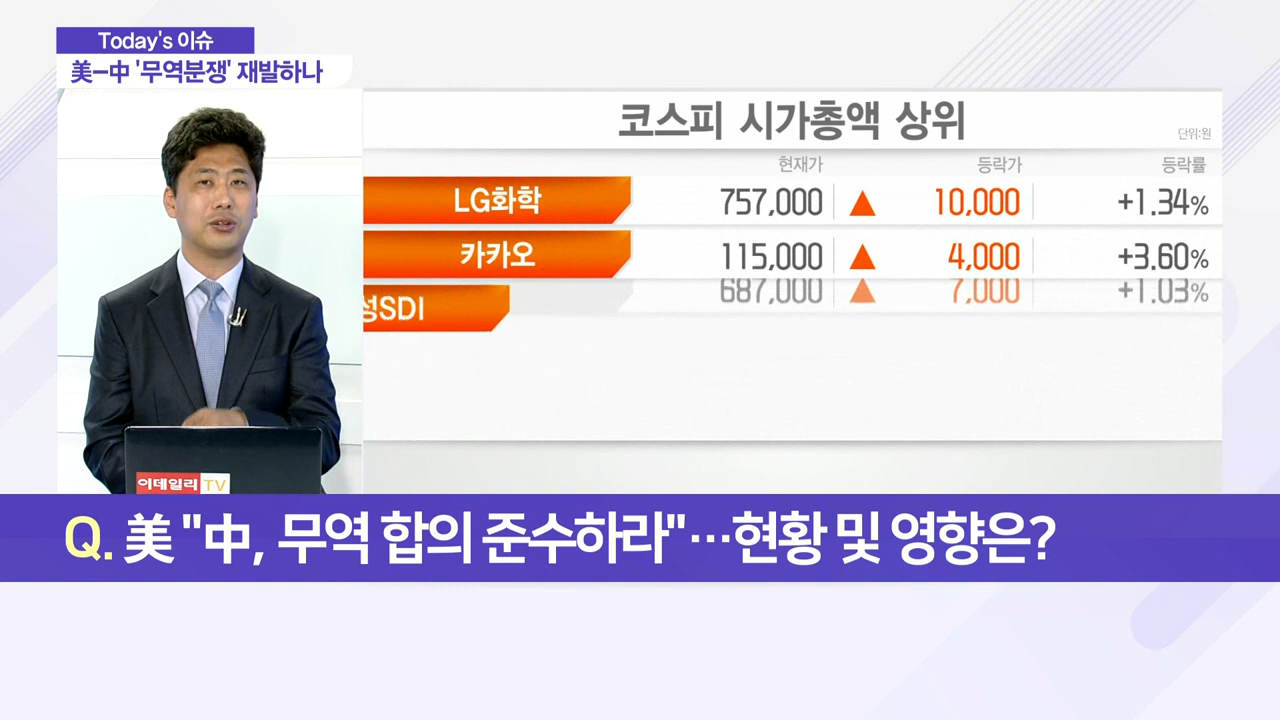 Today's 이슈
美-中 '무역분쟁' 재발하나
코스피 시가총액 상위
단위:원
현재가 등락가 등락률
LG화학 757,000 ▲ 10,000 +1.34%
카카오 115,000 ▲ 4,000 +3.60%
성SDI 687,000 ▲ 7,000 +1.03%
이데일리TV
Q. 美 "中, 무역 합의 준수하라"…현황 및 영향은?